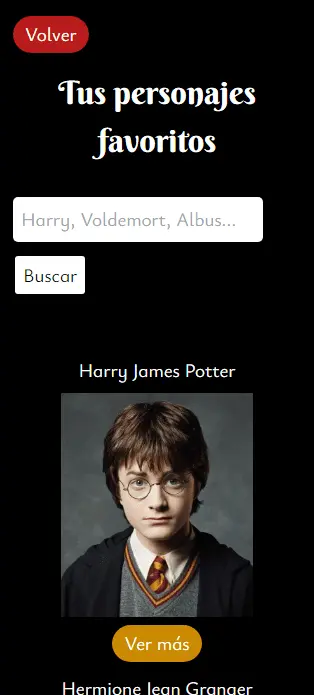 Volver
Tus personajes
favoritos
Harry, Voldemort, Albus...
Buscar
Harry James Potter
Ver más
Hermione Jean Granger